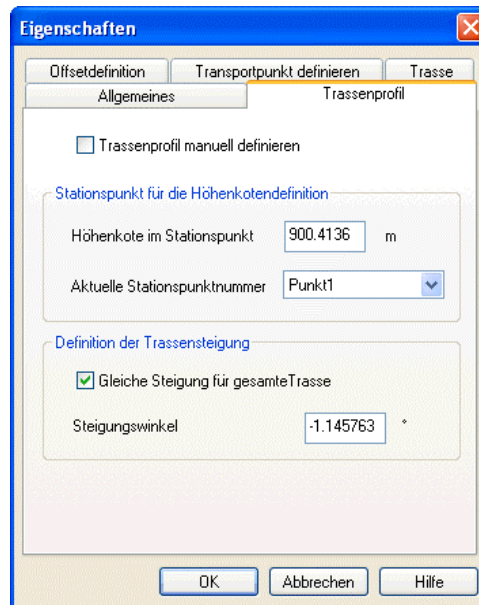 Eigenschaften
Offsetdefinition Transportpunkt definieren Trasse
Allgemeines Trassenprofil
Trassenprofil manuell definieren
Stationspunkt für die Höhenkotendefinition
Höhenkote im Stationspunkt 900.4136 m
Aktuelle Stationspunktnummer Punkt1
Definition der Trassensteigung
Gleiche Steigung für gesamteTrasse
Steigungswinkel -1.145763 °
OK Abbrechen Hilfe